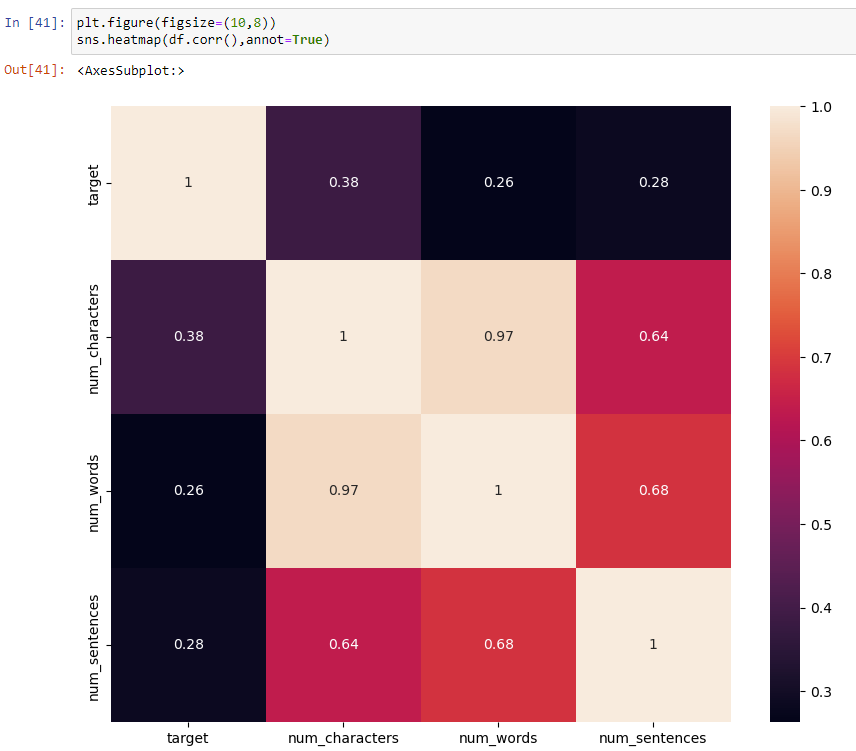 In [41]: plt.figure(figsize=(10,8))
sns.heatmap(df.corr(),annot=True)
Out[41]: <AxesSubplot:>
1.0
target 1 0.38 0.26 0.28
0.9
0.8
num_characters 0.38 1 0.97 0.64
0.7
0.6
num_words 0.26 0.97 1 0.68
0.5
0.4
num_sentences 0.28 0.64 0.68 1
0.3
target num_characters num_words num_sentences